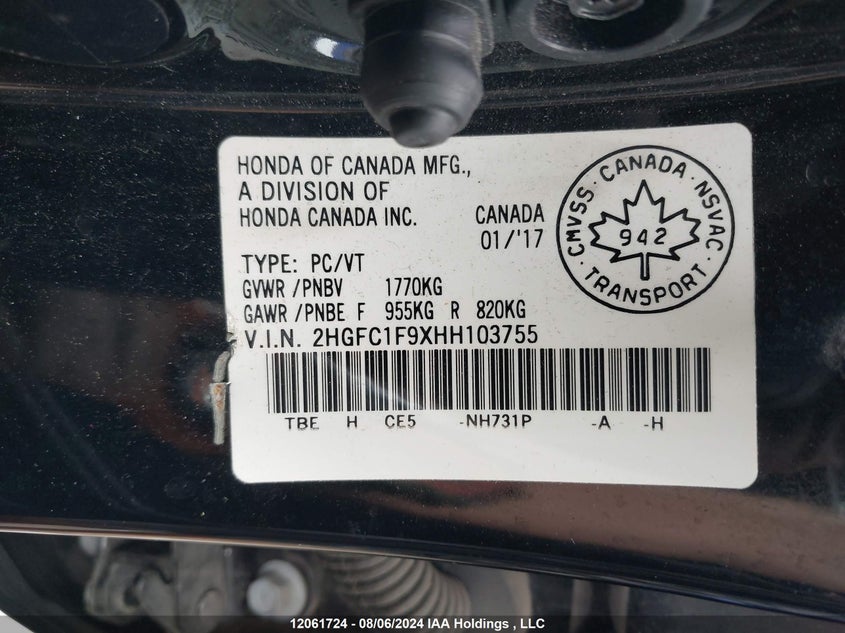 HONDA OF CANADA MFG.,
A DIVISION OF
HONDA CANADA INC. CANADA
01/'17
TYPE: PC/VT
GVWR /PNBV 1770KG
GAWR /PNBE F 955KG R 820KG
V.I.N. 2HGFC1F9XHH103755
TBE H CE5 -NH731P -A -H
CMVSS · CANADA · NSVAC
942
· TRANSPORT ·
12061724 - 08/06/2024 IAA Holdings , LLC